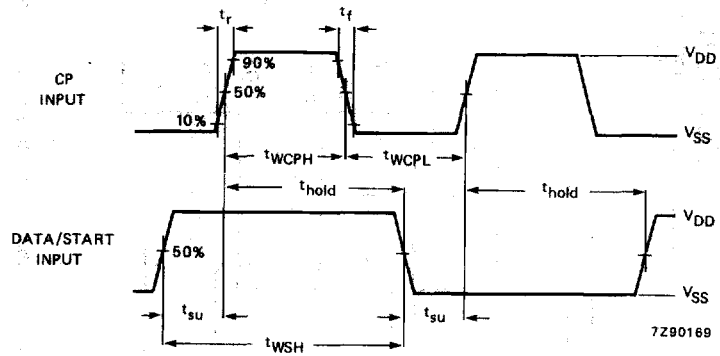 tr
tf
90%
VDD
CP
INPUT
50%
10%
VSS
tWCPH
tWCPL
thold
thold
DATA/START
INPUT
VDD
50%
VSS
tsu
tsu
tWSH
7Z90169